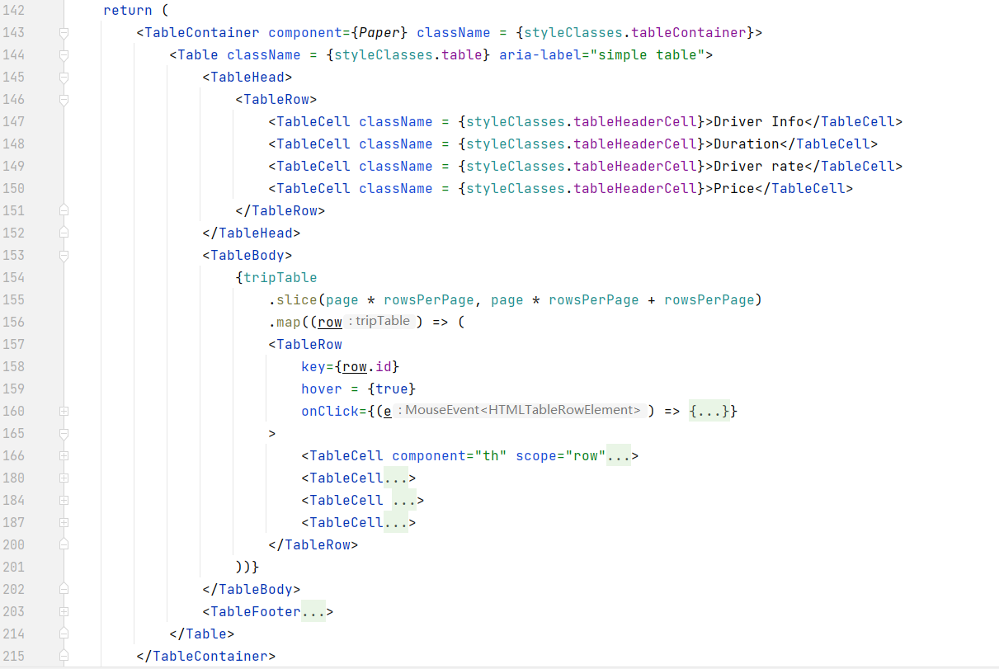 142 return (
143 <TableContainer component={Paper} className = {styleClasses.tableContainer}>
144 <Table className = {styleClasses.table} aria-label="simple table">
145 <TableHead>
146 <TableRow>
147 <TableCell className = {styleClasses.tableHeaderCell}>Driver Info</TableCell>
148 <TableCell className = {styleClasses.tableHeaderCell}>Duration</TableCell>
149 <TableCell className = {styleClasses.tableHeaderCell}>Driver rate</TableCell>
150 <TableCell className = {styleClasses.tableHeaderCell}>Price</TableCell>
151 </TableRow>
152 </TableHead>
153 <TableBody>
154 {tripTable
155 .slice(page * rowsPerPage, page * rowsPerPage + rowsPerPage)
156 .map((row : tripTable ) => (
157 <TableRow
158 key={row.id}
159 hover = {true}
160 onClick={(e : MouseEvent<HTMLTableRowElement> ) => {...}}
165 >
166 <TableCell component="th" scope="row"...>
180 <TableCell...>
184 <TableCell ...>
187 <TableCell...>
200 </TableRow>
201 ))}
202 </TableBody>
203 <TableFooter...>
214 </Table>
215 </TableContainer>